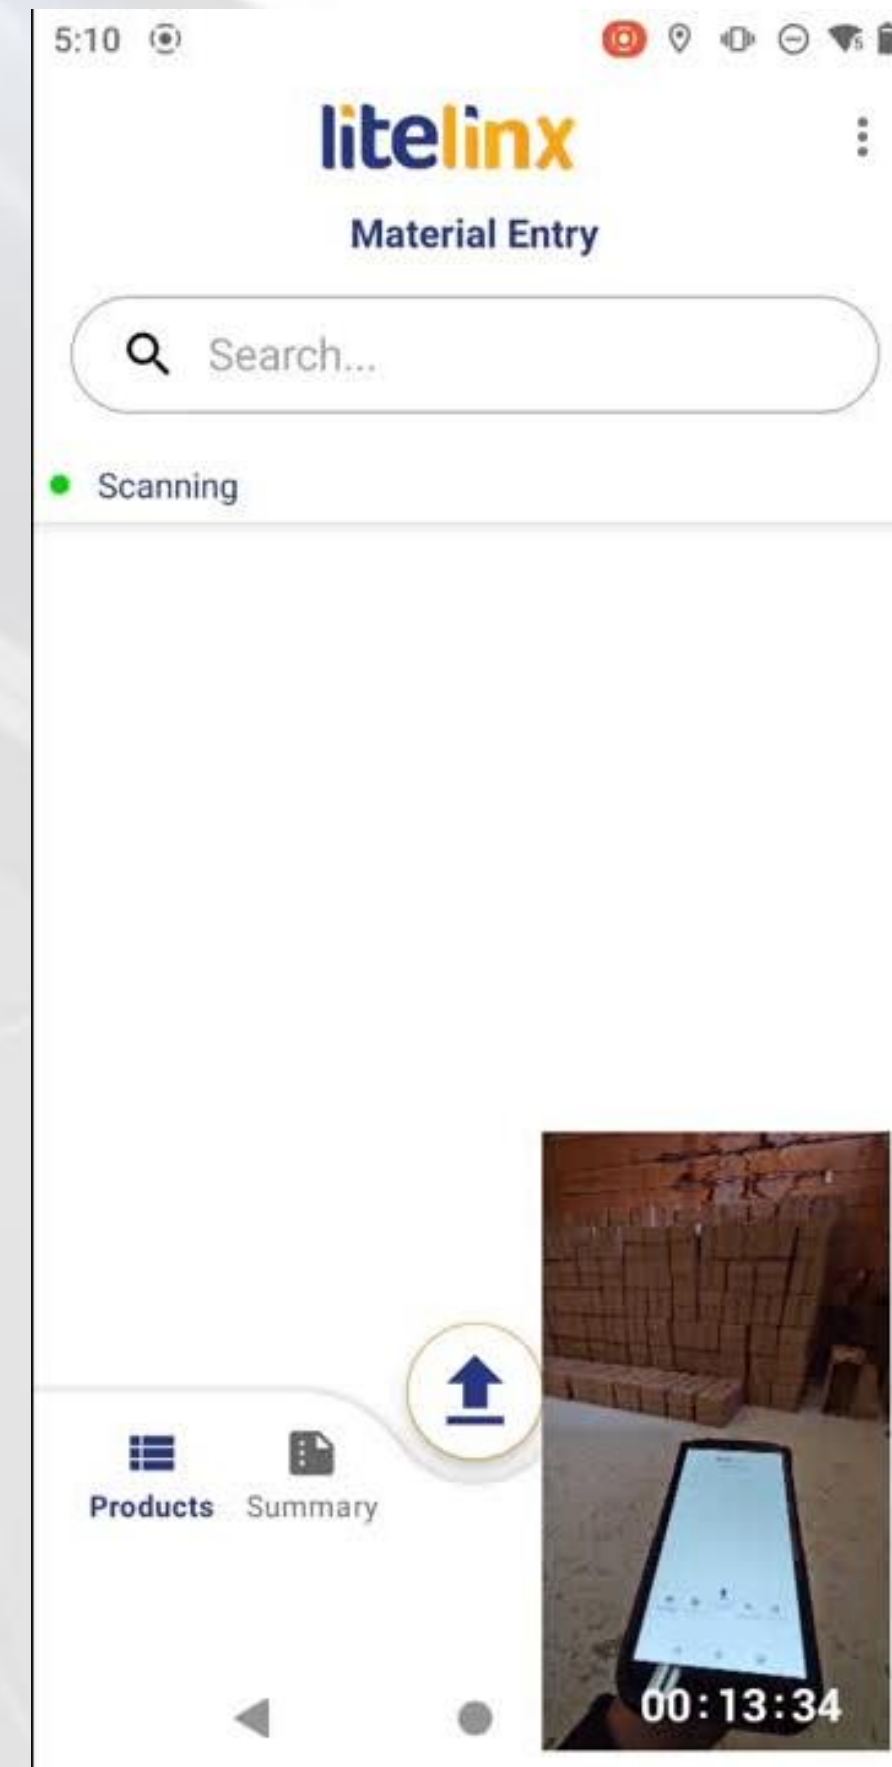 5:10
litelinx
Material Entry
Search...
Scanning
Products Summary
00:13:34